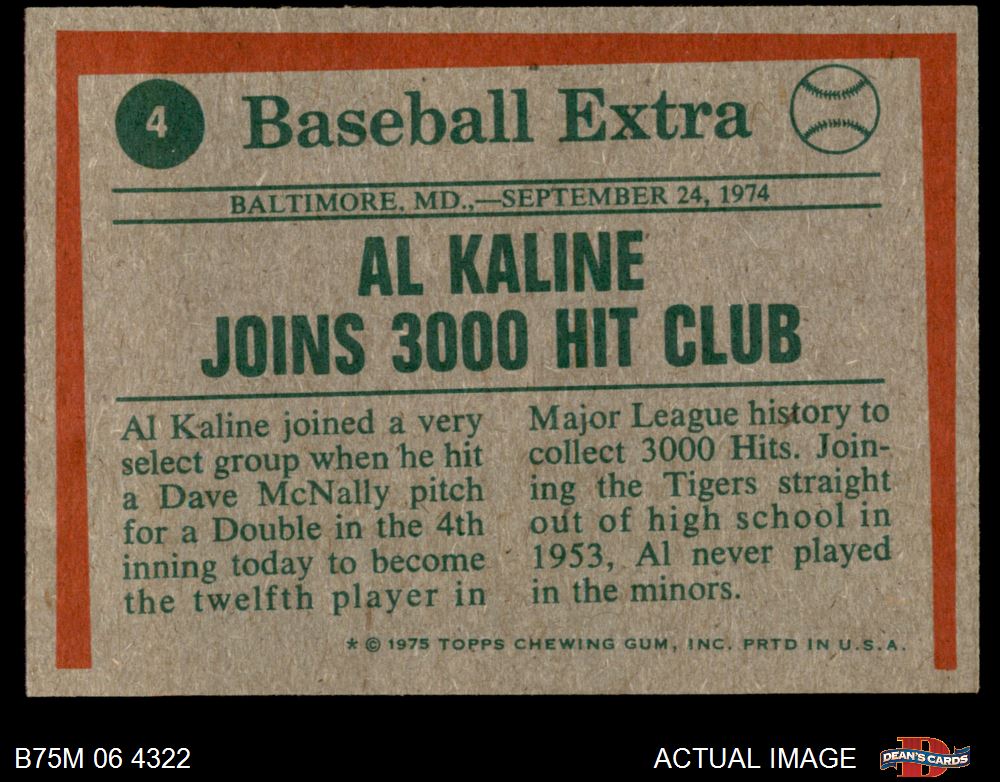 4
Baseball Extra
BALTIMORE, MD.,—SEPTEMBER 24, 1974
AL KALINE
JOINS 3000 HIT CLUB
Al Kaline joined a very
select group when he hit
a Dave McNally pitch
for a Double in the 4th
inning today to become
the twelfth player in
Major League history to
collect 3000 Hits. Join-
ing the Tigers straight
out of high school in
1953, Al never played
in the minors.
* © 1975 TOPPS CHEWING GUM, INC. PRTD IN U.S.A.
B75M 06 4322
ACTUAL IMAGE
D
DEAN'S CARDS